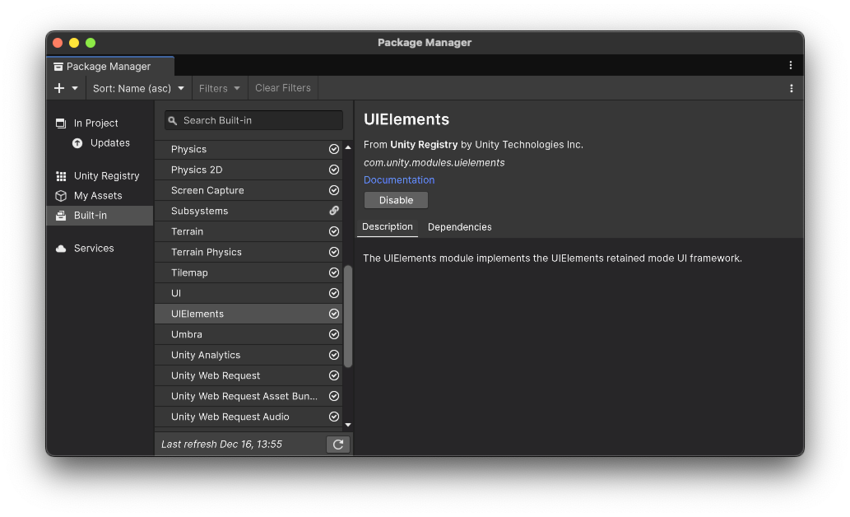 Package Manager
Package Manager
Sort: Name (asc)
Filters
Clear Filters
In Project
Updates
Unity Registry
My Assets
Built-in
Services
Search Built-in
Physics
Physics 2D
Screen Capture
Subsystems
Terrain
Terrain Physics
Tilemap
UI
UIElements
Umbra
Unity Analytics
Unity Web Request
Unity Web Request Asset Bun...
Unity Web Request Audio
Last refresh Dec 16, 13:55
UIElements
From Unity Registry by Unity Technologies Inc.
com.unity.modules.uielements
Documentation
Disable
Description Dependencies
The UIElements module implements the UIElements retained mode UI framework.